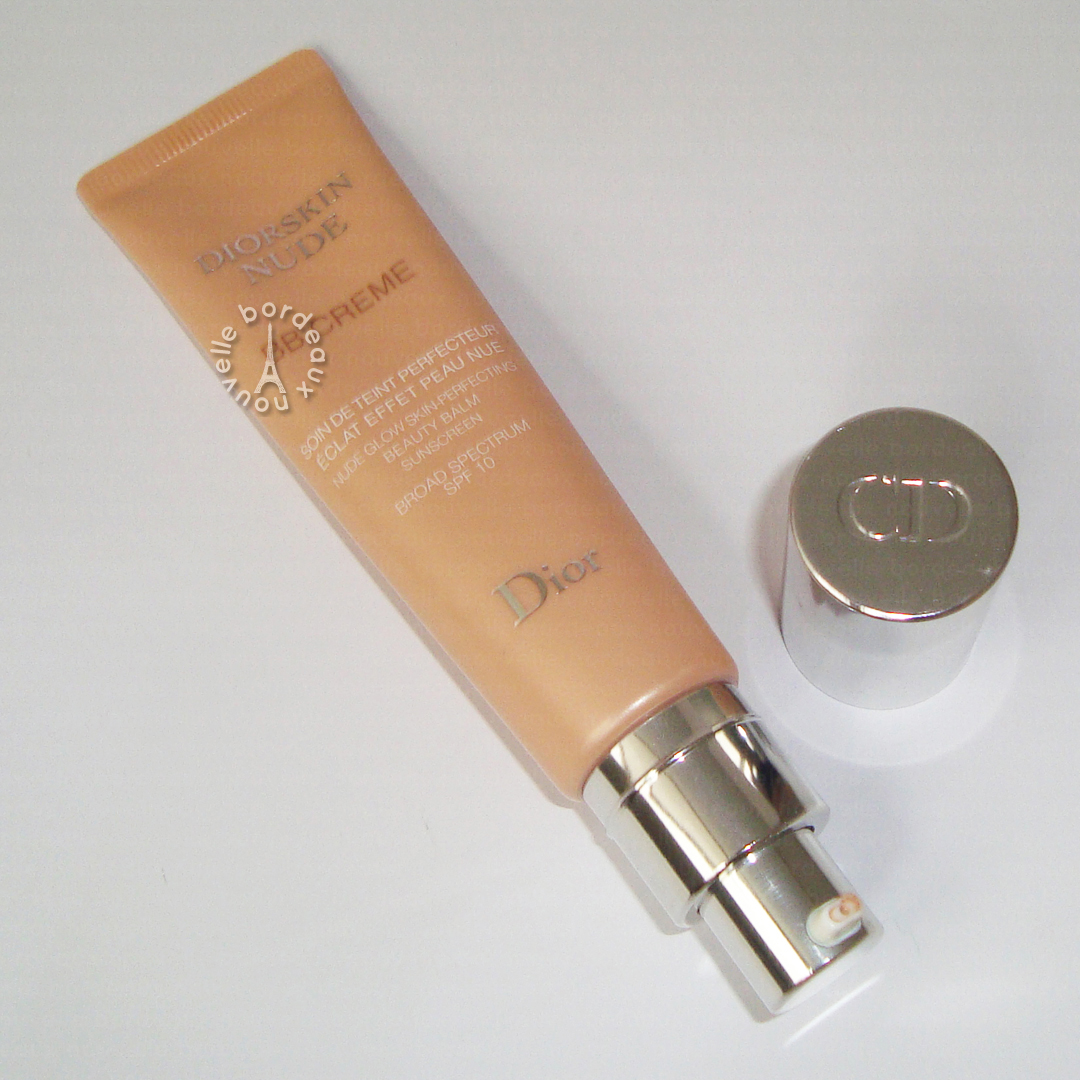 DIORSKIN
NUDE
BB CREME
SOIN DE TEINT PERFECTEUR
ÉCLAT EFFET PEAU NUE
NUDE GLOW SKIN-PERFECTING
BEAUTY BALM
SUNSCREEN
BROAD SPECTRUM
SPF 10
Dior
CD
nouvelle bordeaux